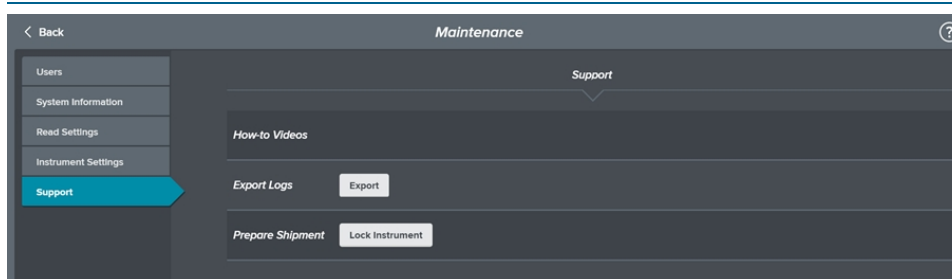 Back
Maintenance
?
Users
System Information
Read Settings
Instrument Settings
Support
Support
How-to Videos
Export Logs Export
Prepare Shipment Lock Instrument